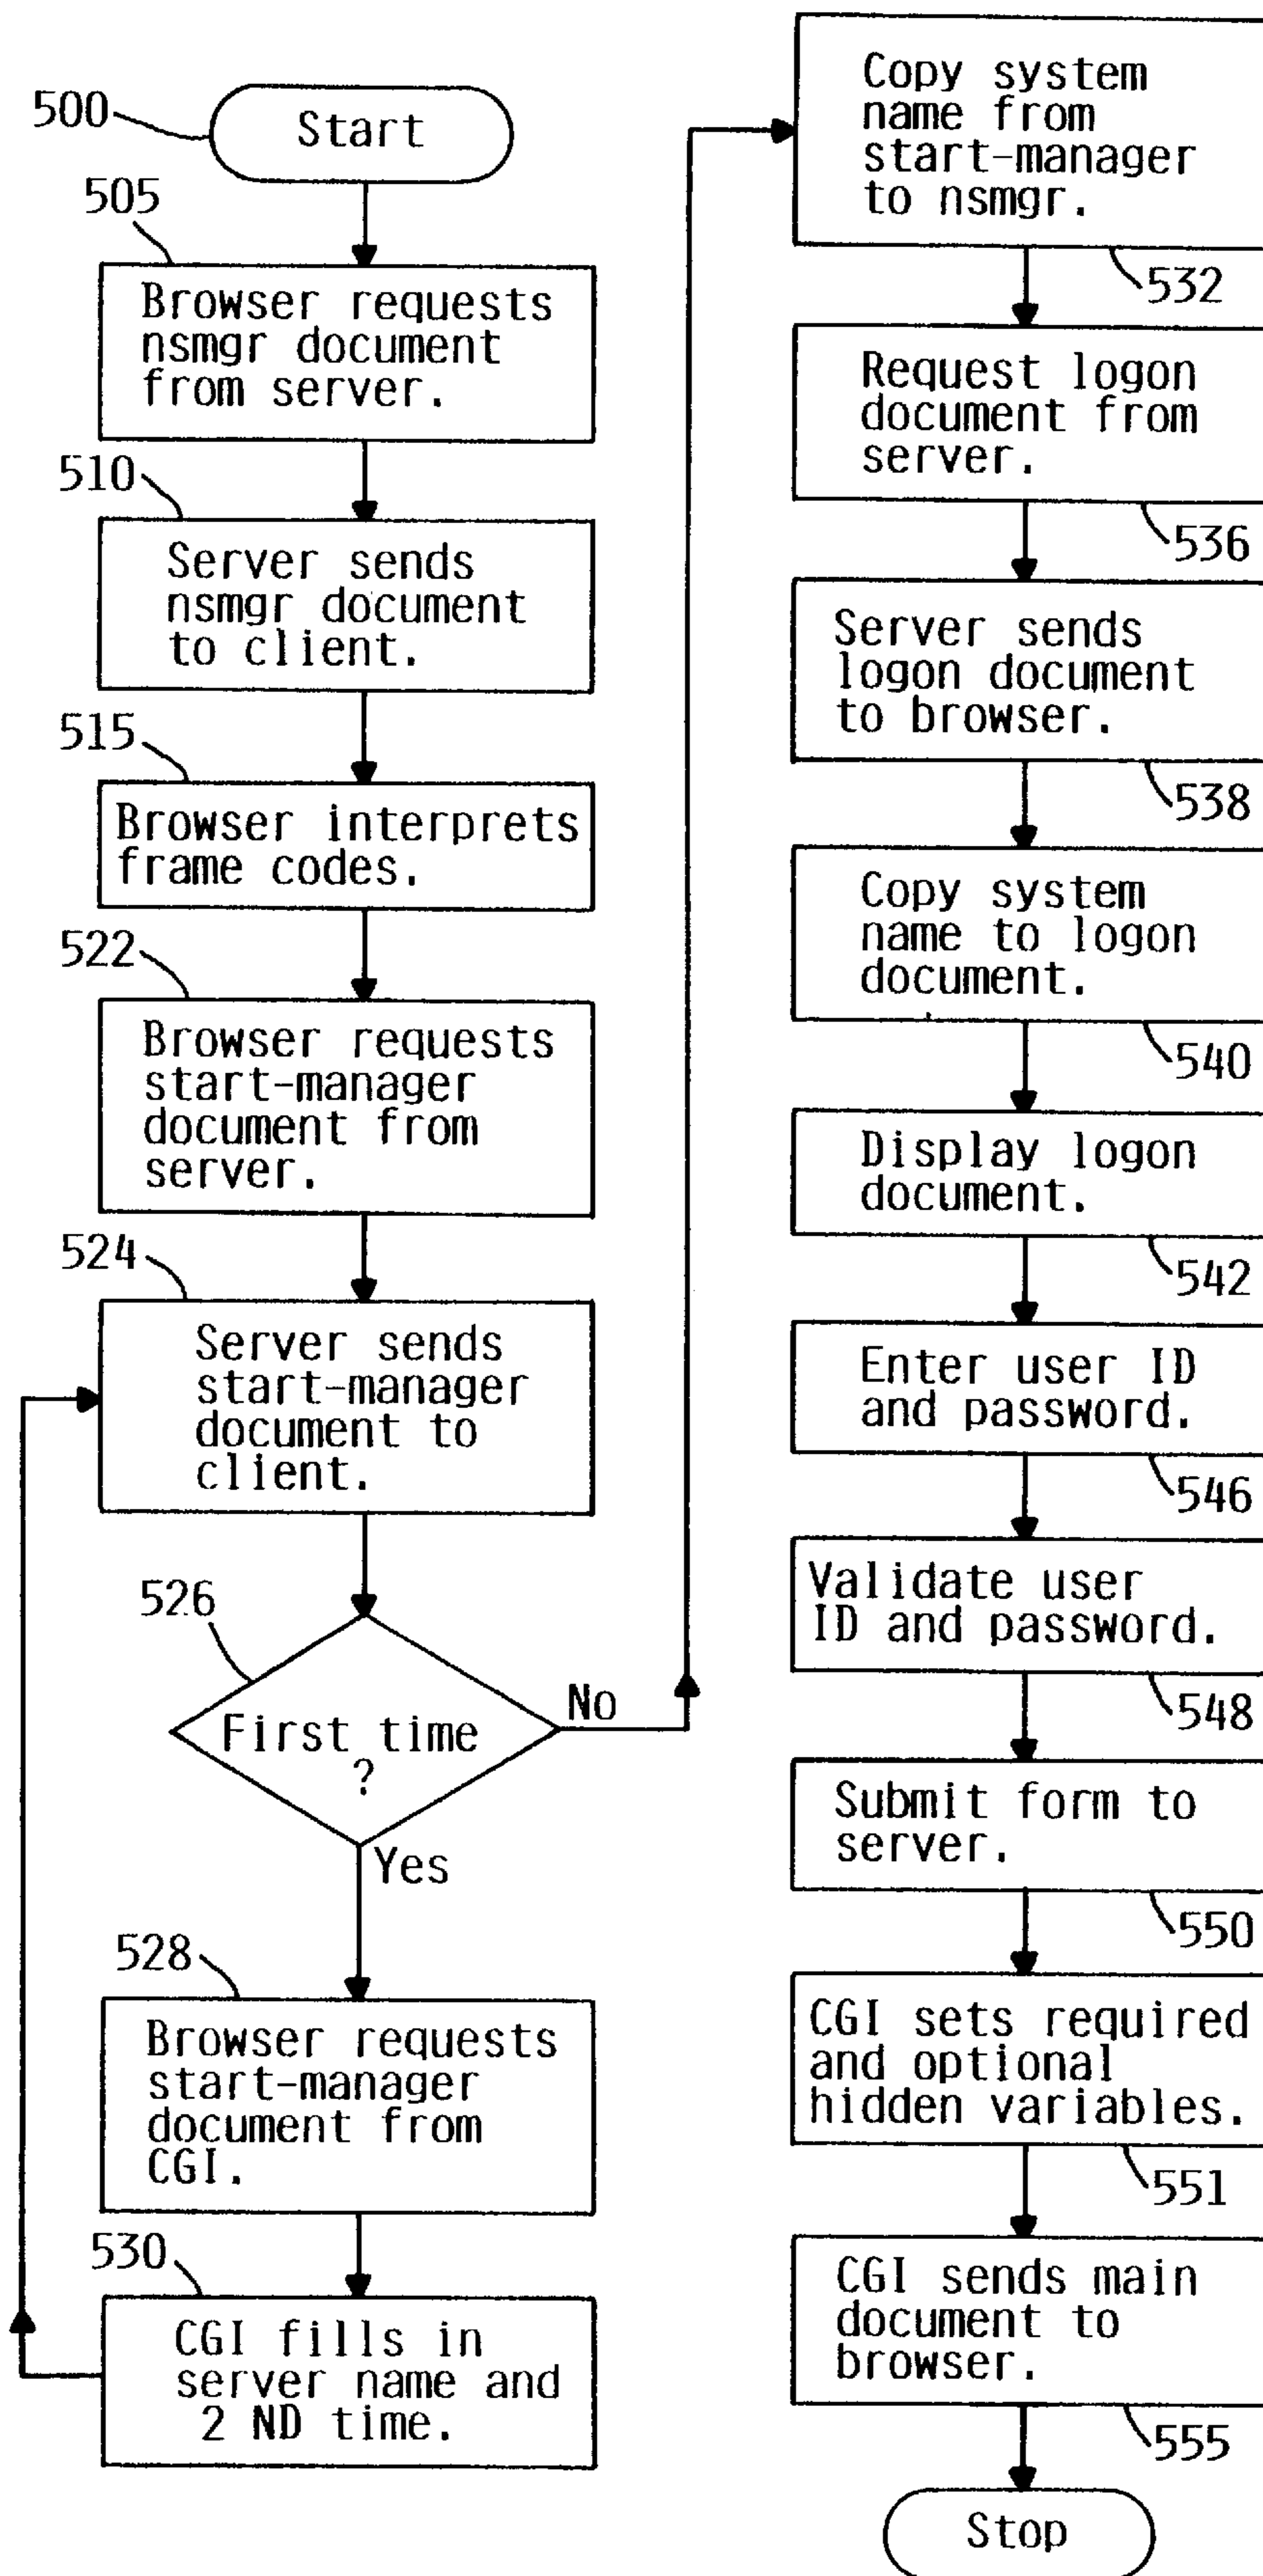 500
Start
505
Browser requests
nsmgr document
from server.
510
Server sends
nsmgr document
to client.
515
Browser interprets
frame codes.
522
Browser requests
start-manager
document from
server.
524
Server sends
start-manager
document to
client.
526
First time
?
No
Yes
528
Browser requests
start-manager
document from
CGI.
530
CGI fills in
server name and
2 ND time.
Copy system
name from
start-manager
to nsmgr.
532
Request logon
document from
server.
536
Server sends
logon document
to browser.
538
Copy system
name to logon
document.
540
Display logon
document.
542
Enter user ID
and password.
546
Validate user
ID and password.
548
Submit form to
server.
550
CGI sets required
and optional
hidden variables.
551
CGI sends main
document to
browser.
555
Stop